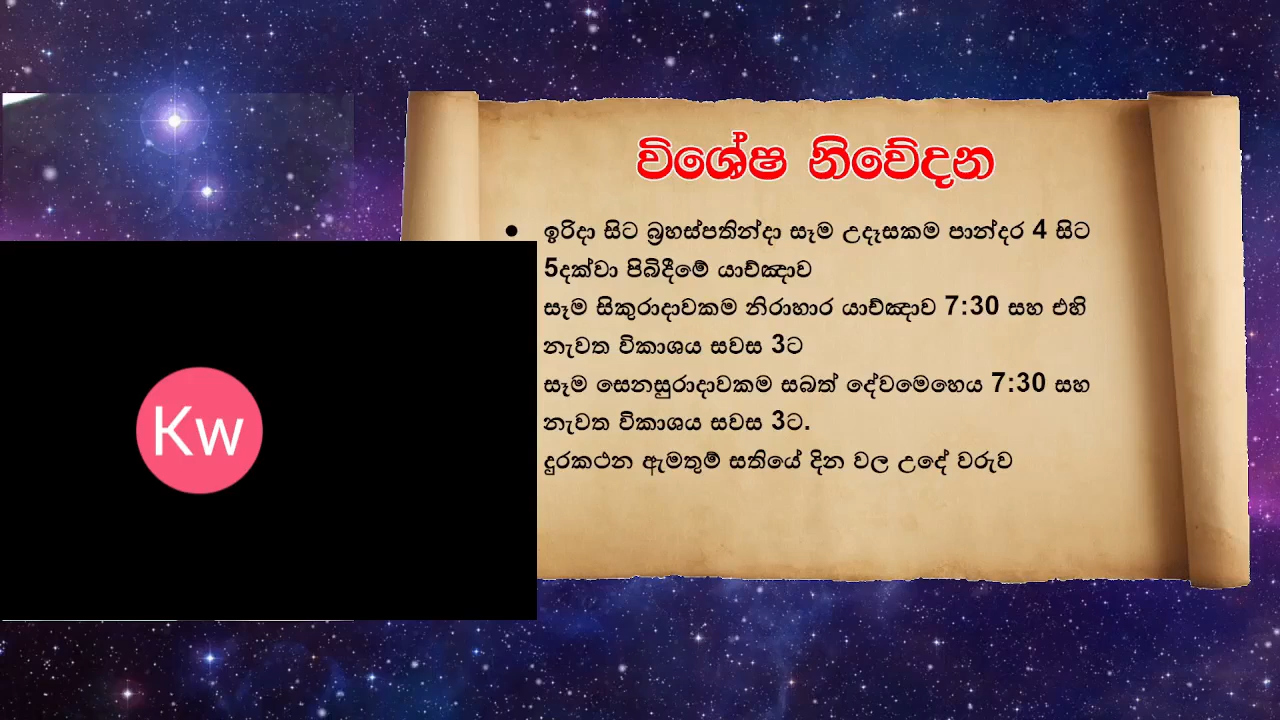 විශේෂ නිවේදන
• ඉරිදා සිට බ්‍රහස්පතින්දා සෑම උදෑසකම පාන්දර 4 සිට
5දක්වා පිබිදීමේ යාච්ඤාව
සෑම සිකුරාදාවකම නිරාහාර යාච්ඤාව 7:30 සහ එහි
නැවත විකාශය සවස 3ට
සෑම සෙනසුරාදාවකම සබත් දේවමෙහෙය 7:30 සහ
නැවත විකාශය සවස 3ට.
දුරකථන ඇමතුම් සතියේ දින වල උදේ වරුව
Kw